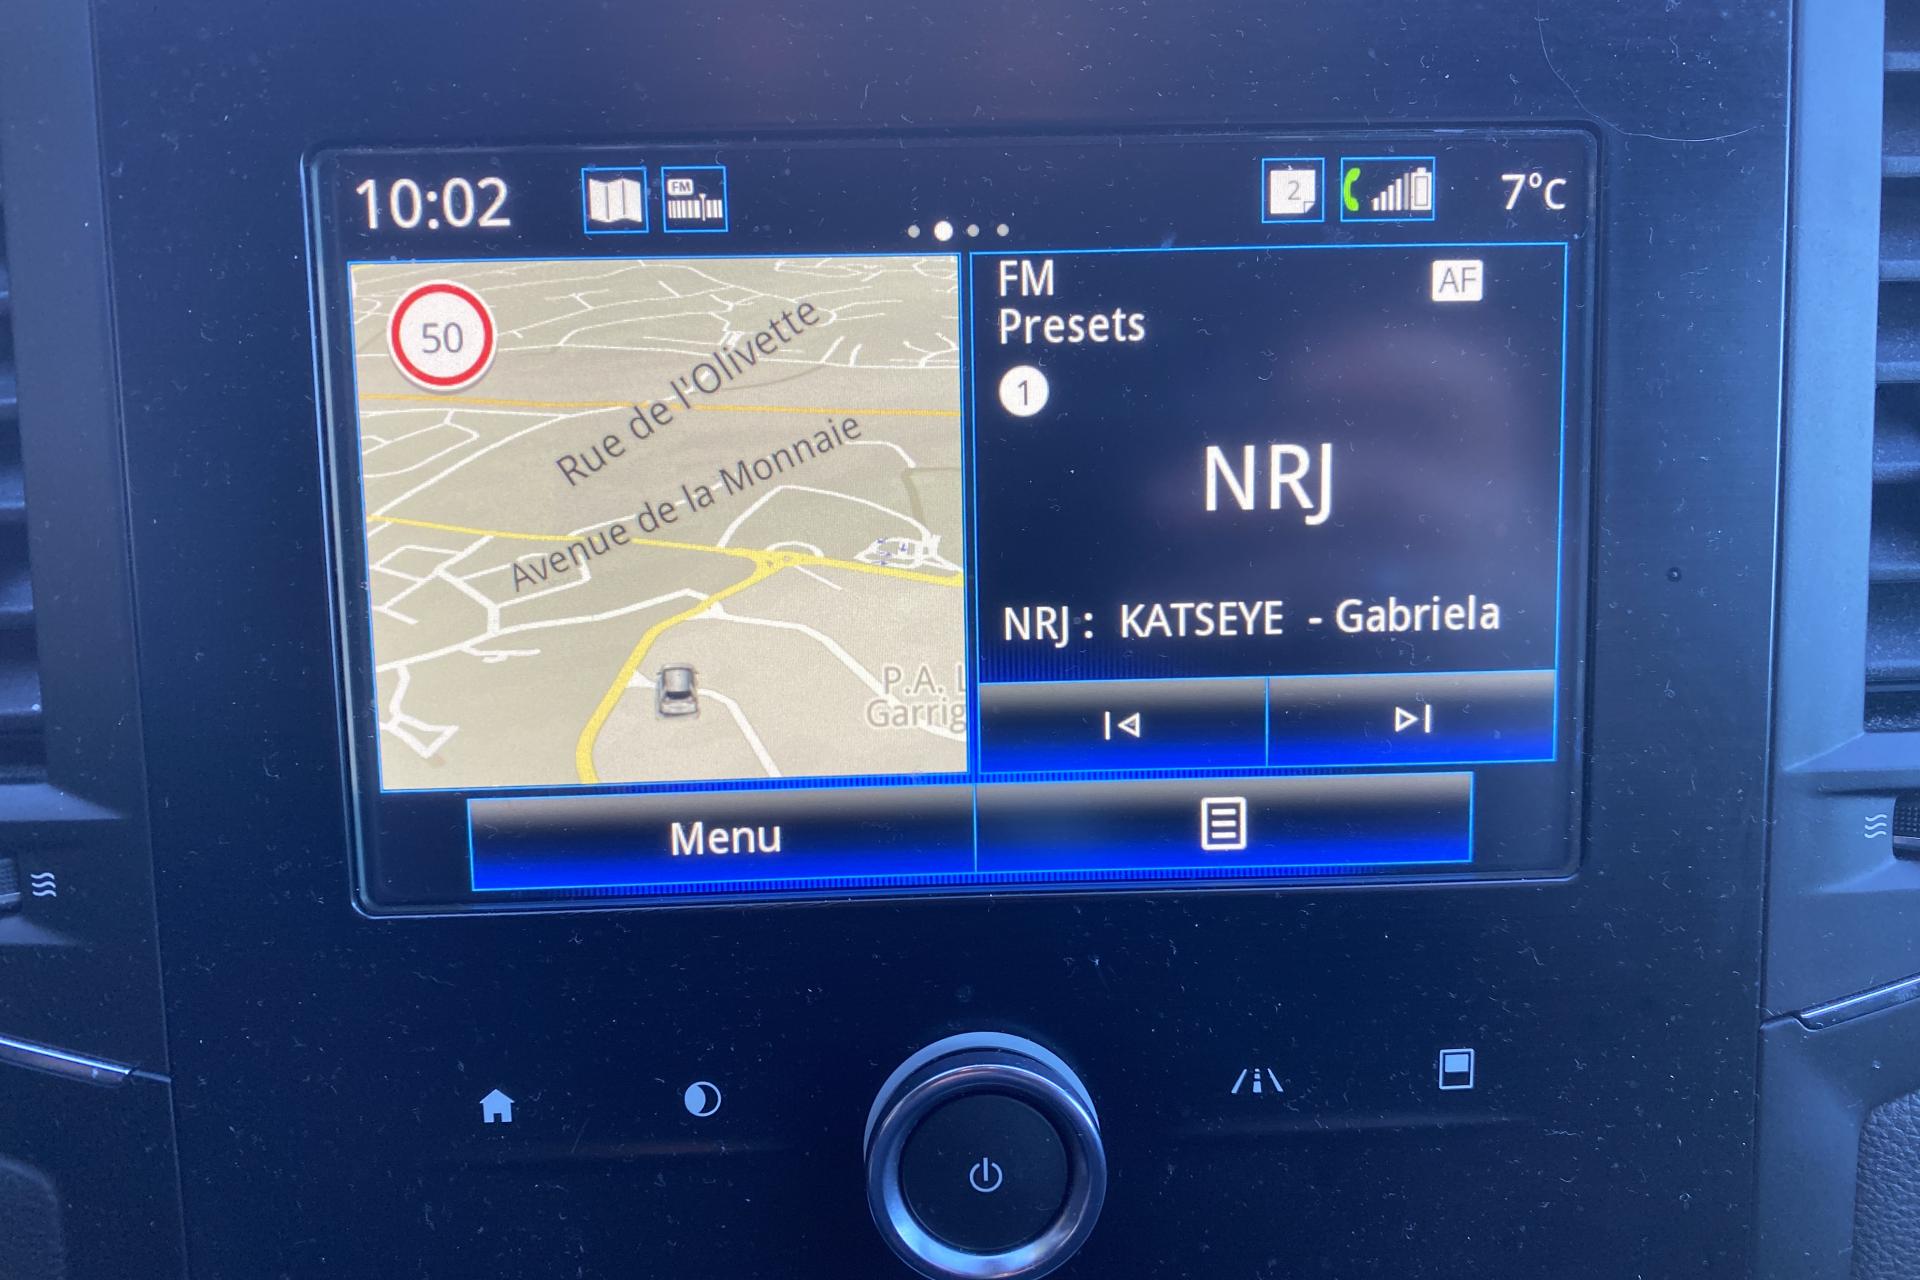 10:02
FM
2
7°C
50
Rue de l'Olivette
Avenue de la Monnaie
P.A. L
Garrig
FM
Presets
AF
1
NRJ
NRJ : KATSEYE - Gabriela
Menu